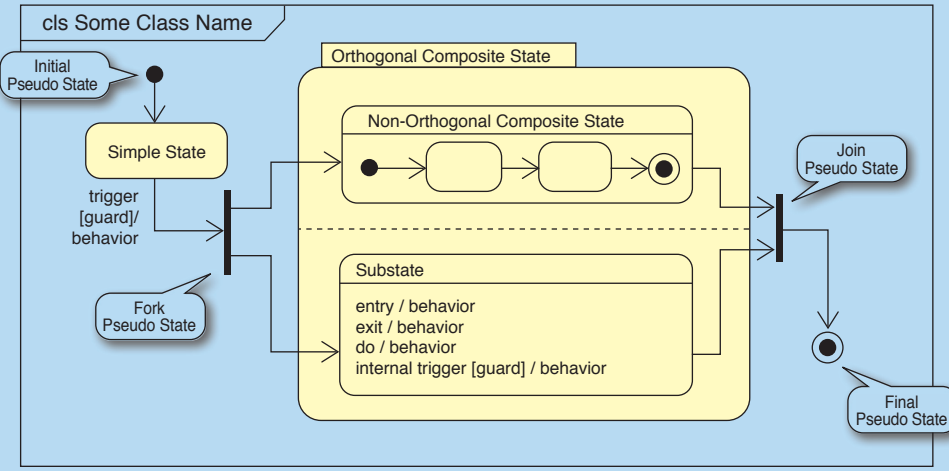 cls Some Class Name
Initial
Pseudo State
Simple State
trigger
[guard]/
behavior
Fork
Pseudo State
Orthogonal Composite State
Non-Orthogonal Composite State
Substate
entry / behavior
exit / behavior
do / behavior
internal trigger [guard] / behavior
Join
Pseudo State
Final
Pseudo State